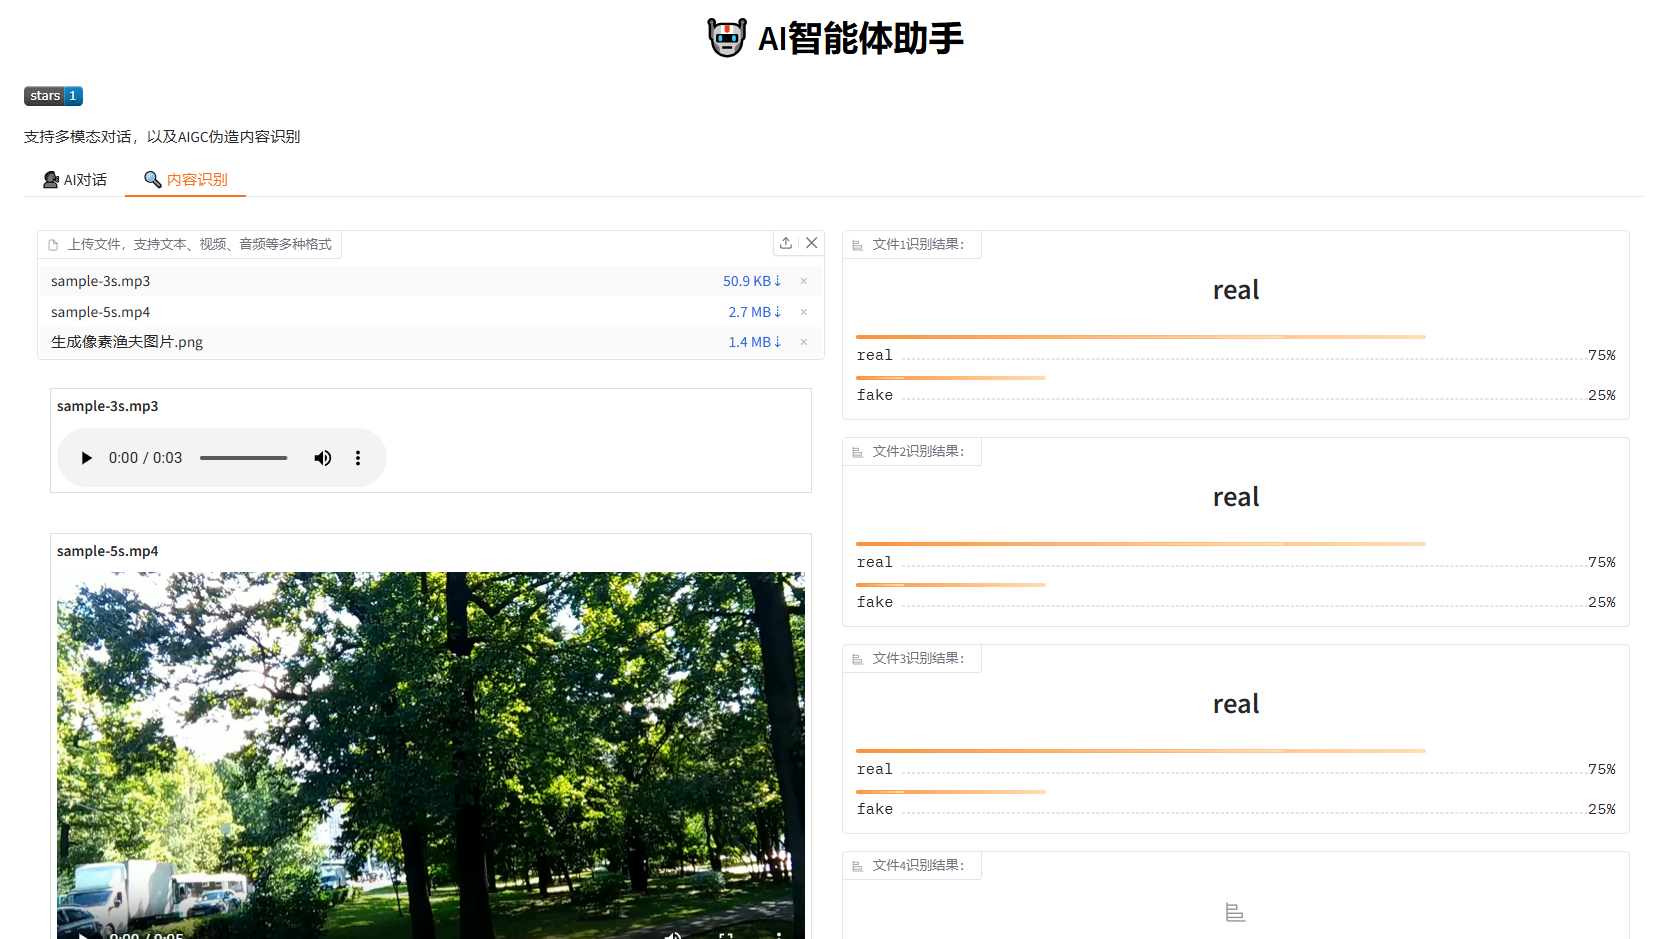 AI智能体助手
stars 1
支持多模态对话，以及AIGC伪造内容识别
AI对话
内容识别
上传文件，支持文本、视频、音频等多种格式
sample-3s.mp3 50.9 KB⇣ ×
sample-5s.mp4 2.7 MB⇣ ×
生成像素渔夫图片.png 1.4 MB⇣ ×
sample-3s.mp3
0:00 / 0:03
sample-5s.mp4
0:00 / 0:05
文件1识别结果：
real
real 75%
fake 25%
文件2识别结果：
real
real 75%
fake 25%
文件3识别结果：
real
real 75%
fake 25%
文件4识别结果：